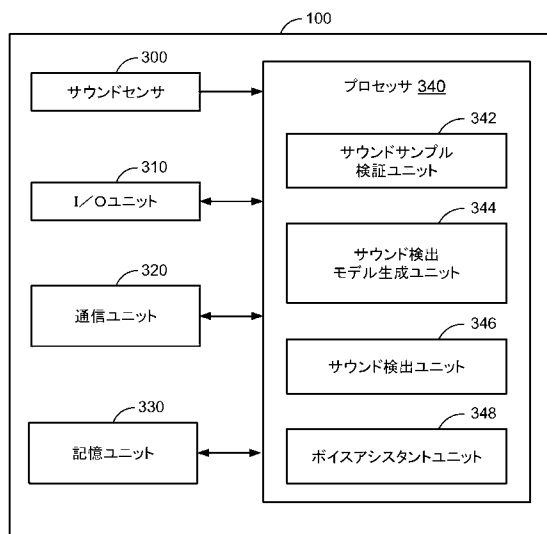 100
300
サウンドセンサ
310
I/Oユニット
320
通信ユニット
330
記憶ユニット
プロセッサ 340
342
サウンドサンプル
検証ユニット
344
サウンド検出
モデル生成ユニット
346
サウンド検出ユニット
348
ボイスアシスタントユニット